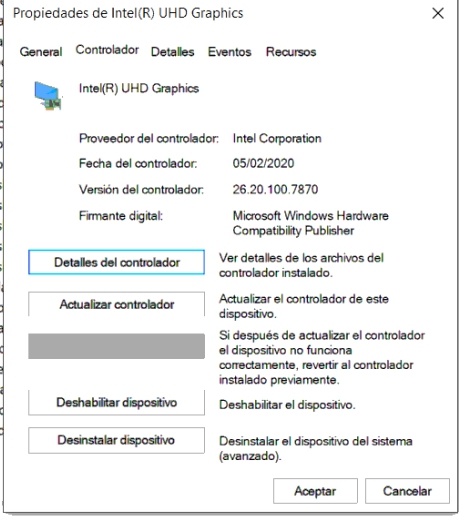 Propiedades de Intel(R) UHD Graphics
General Controlador Detalles Eventos Recursos
Intel(R) UHD Graphics
Proveedor del controlador: Intel Corporation
Fecha del controlador: 05/02/2020
Versión del controlador: 26.20.100.7870
Firmante digital: Microsoft Windows Hardware
Compatibility Publisher
Detalles del controlador
Ver detalles de los archivos del
controlador instalado.
Actualizar controlador
Actualizar el controlador de este
dispositivo.
Si después de actualizar el controlador
el dispositivo no funciona
correctamente, revertir al controlador
instalado previamente.
Deshabilitar dispositivo
Deshabilitar el dispositivo.
Desinstalar dispositivo
Desinstalar el dispositivo del sistema
(avanzado).
Aceptar Cancelar